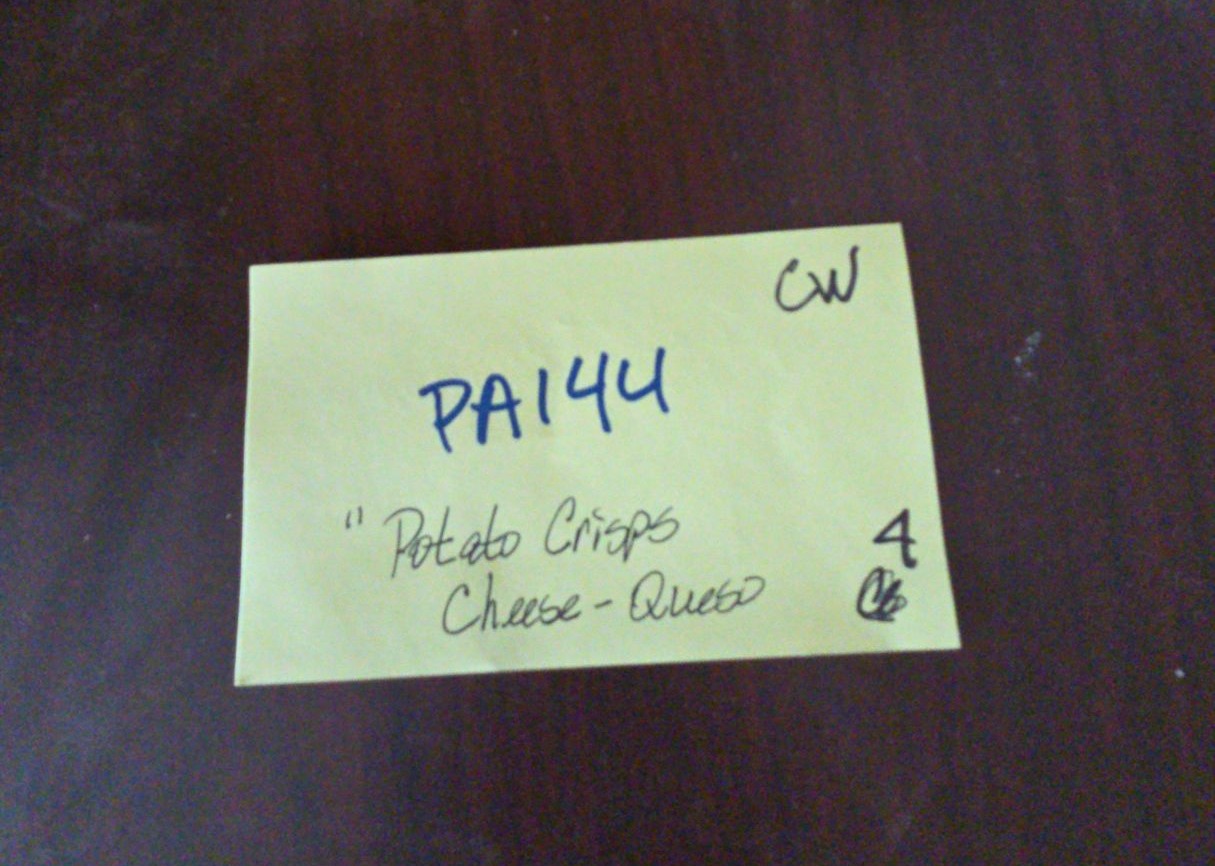 CW
PA144
" Potato Crisps
Cheese - Queso
4